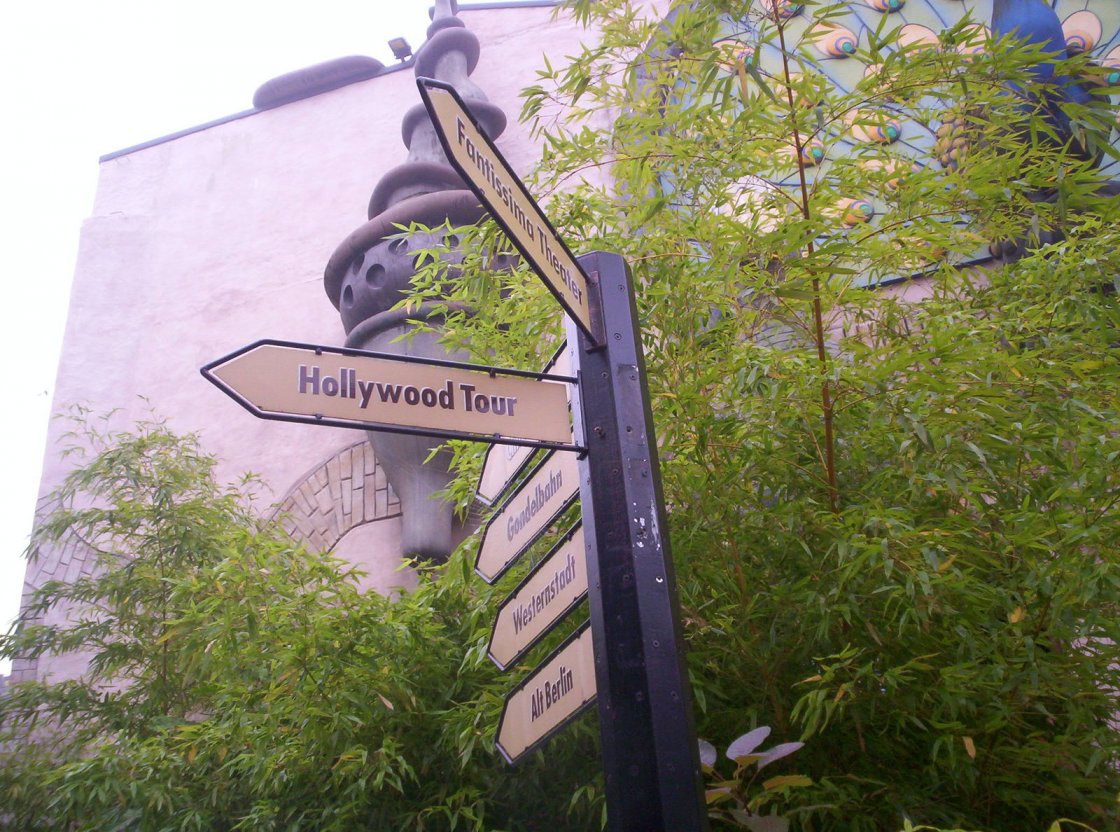 Fantissima Theater
Hollywood Tour
Gondelbahn
Westernstadt
Alt Berlin